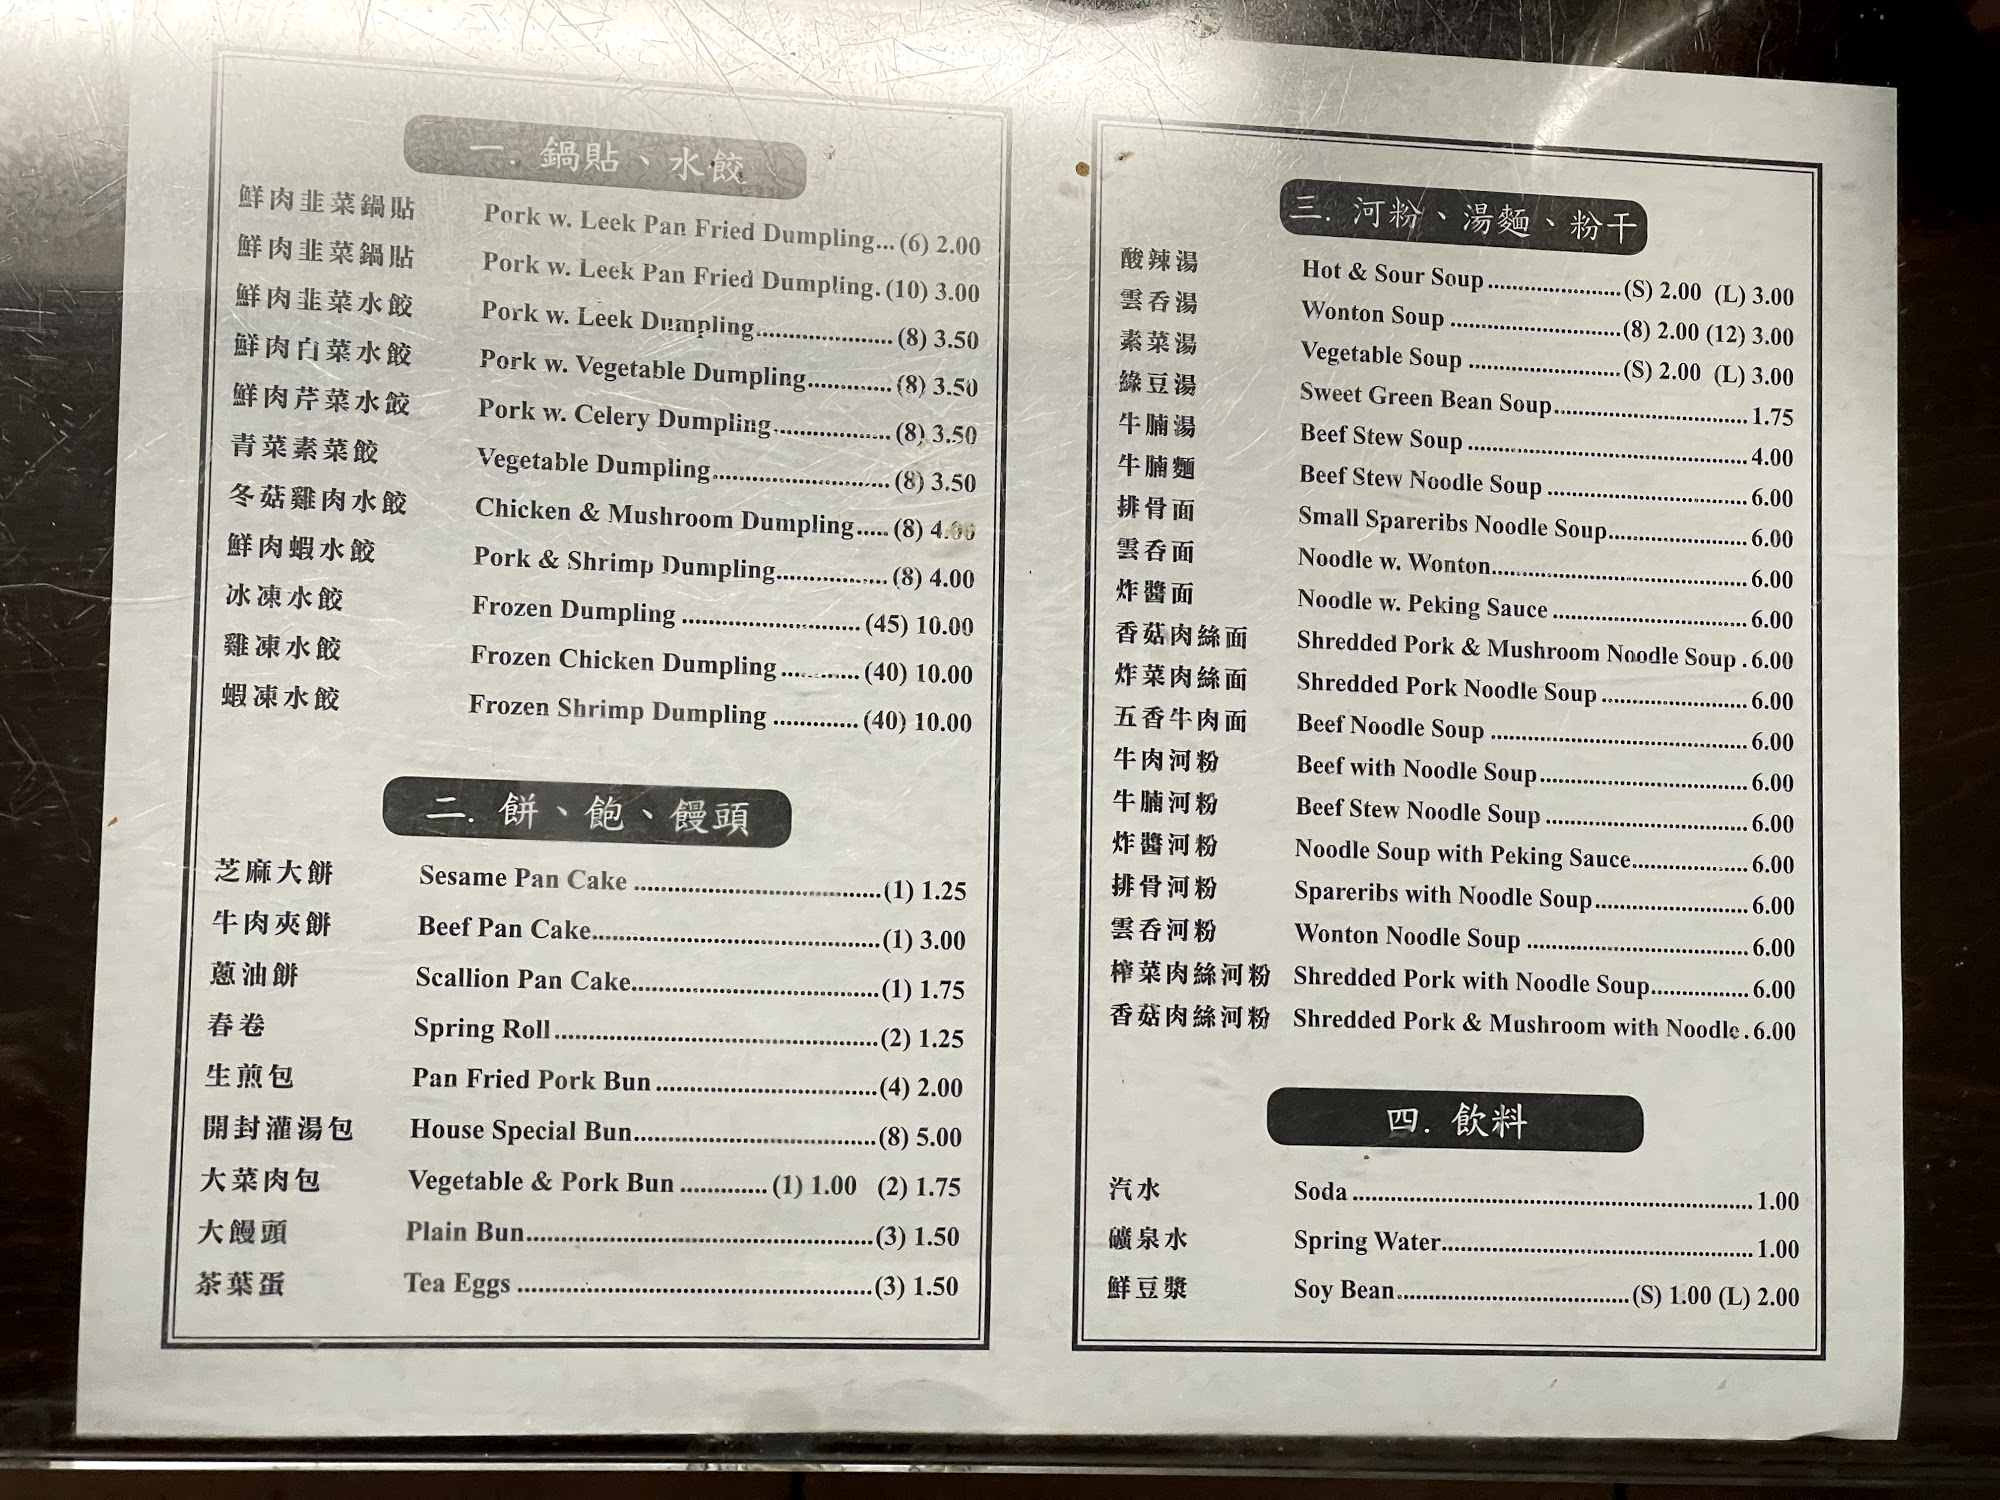 一. 鍋貼、水餃
鮮肉韭菜鍋貼 Pork w. Leek Pan Fried Dumpling...(6) 2.00
鮮肉韭菜鍋貼 Pork w. Leek Pan Fried Dumpling.(10) 3.00
鮮肉韭菜水餃 Pork w. Leek Dumpling....................(8) 3.50
鮮肉白菜水餃 Pork w. Vegetable Dumpling............(8) 3.50
鮮肉芹菜水餃 Pork w. Celery Dumpling.................(8) 3.50
青菜素菜餃 Vegetable Dumpling..........................(8) 3.50
冬菇雞肉水餃 Chicken & Mushroom Dumpling.....(8) 4.00
鮮肉蝦水餃 Pork & Shrimp Dumpling................(8) 4.00
冰凍水餃 Frozen Dumpling ..........................(45) 10.00
雞凍水餃 Frozen Chicken Dumpling ...........(40) 10.00
蝦凍水餃 Frozen Shrimp Dumpling ............(40) 10.00
二. 餅、飽、饅頭
芝麻大餅 Sesame Pan Cake ....................................(1) 1.25
牛肉夾餅 Beef Pan Cake..........................................(1) 3.00
蔥油餅 Scallion Pan Cake....................................(1) 1.75
春卷 Spring Roll...............................................(2) 1.25
生煎包 Pan Fried Pork Bun................................(4) 2.00
開封灌湯包 House Special Bun...................................(8) 5.00
大菜肉包 Vegetable & Pork Bun .............(1) 1.00 (2) 1.75
大饅頭 Plain Bun..................................................(3) 1.50
茶葉蛋 Tea Eggs ...................................................(3) 1.50
三. 河粉、湯麵、粉干
酸辣湯 Hot & Sour Soup......................(S) 2.00 (L) 3.00
雲吞湯 Wonton Soup .........................(8) 2.00 (12) 3.00
素菜湯 Vegetable Soup ......................(S) 2.00 (L) 3.00
綠豆湯 Sweet Green Bean Soup.............................1.75
牛腩湯 Beef Stew Soup .........................................4.00
牛腩麵 Beef Stew Noodle Soup .............................6.00
排骨面 Small Spareribs Noodle Soup.....................6.00
雲吞面 Noodle w. Wonton......................................6.00
炸醬面 Noodle w. Peking Sauce ............................6.00
香菇肉絲面 Shredded Pork & Mushroom Noodle Soup .6.00
炸菜肉絲面 Shredded Pork Noodle Soup .....................6.00
五香牛肉面 Beef Noodle Soup ......................................6.00
牛肉河粉 Beef with Noodle Soup..............................6.00
牛腩河粉 Beef Stew Noodle Soup .............................6.00
炸醬河粉 Noodle Soup with Peking Sauce.................6.00
排骨河粉 Spareribs with Noodle Soup.......................6.00
雲吞河粉 Wonton Noodle Soup ................................6.00
榨菜肉絲河粉 Shredded Pork with Noodle Soup...............6.00
香菇肉絲河粉 Shredded Pork & Mushroom with Noodle.6.00
四. 飲料
汽水 Soda ............................................................1.00
礦泉水 Spring Water..............................................1.00
鮮豆漿 Soy Bean...................................(S) 1.00 (L) 2.00